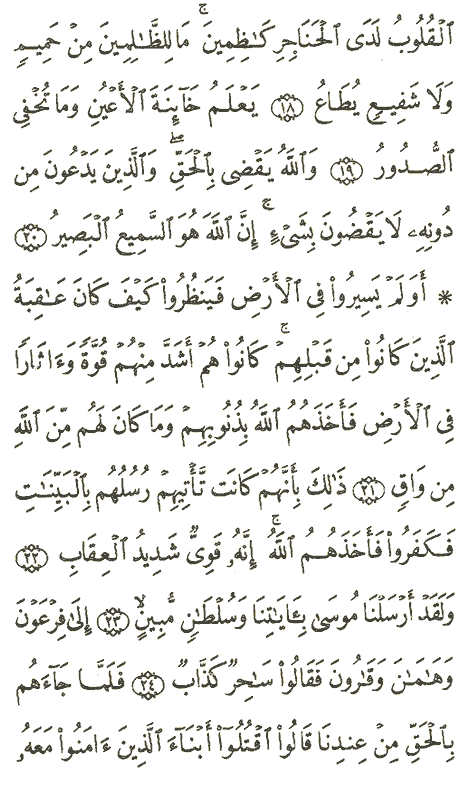 ٱلۡقُلُوبُ لَدَى ٱلۡحَنَاجِرِ كَٰظِمِينَۚ مَا لِلظَّٰلِمِينَ مِنۡ حَمِيمٖ
وَلَا شَفِيعٖ يُطَاعُ ١٨ يَعۡلَمُ خَآئِنَةَ ٱلۡأَعۡيُنِ وَمَا تُخۡفِي
ٱلصُّدُورُ ١٩ وَٱللَّهُ يَقۡضِي بِٱلۡحَقِّۖ وَٱلَّذِينَ يَدۡعُونَ مِن
دُونِهِۦ لَا يَقۡضُونَ بِشَيۡءٍۚ إِنَّ ٱللَّهَ هُوَ ٱلسَّمِيعُ ٱلۡبَصِيرُ ٢٠
* أَوَلَمۡ يَسِيرُواْ فِي ٱلۡأَرۡضِ فَيَنظُرُواْ كَيۡفَ كَانَ عَٰقِبَةُ
ٱلَّذِينَ كَانُواْ مِن قَبۡلِهِمۡۚ كَانُواْ هُمۡ أَشَدَّ مِنۡهُمۡ قُوَّةٗ وَءَاثَارٗا
فِي ٱلۡأَرۡضِ فَأَخَذَهُمُ ٱللَّهُ بِذُنُوبِهِمۡ وَمَا كَانَ لَهُم مِّنَ ٱللَّهِ
مِن وَاقٖ ٢١ ذَٰلِكَ بِأَنَّهُمۡ كَانَت تَّأۡتِيهِمۡ رُسُلُهُم بِٱلۡبَيِّنَٰتِ
فَكَفَرُواْ فَأَخَذَهُمُ ٱللَّهُۚ إِنَّهُۥ قَوِيّٞ شَدِيدُ ٱلۡعِقَابِ ٢٢
وَلَقَدۡ أَرۡسَلۡنَا مُوسَىٰ بِـَٔايَٰتِنَا وَسُلۡطَٰنٖ مُّبِينٍ ٢٣ إِلَىٰ فِرۡعَوۡنَ
وَهَٰمَٰنَ وَقَٰرُونَ فَقَالُواْ سَٰحِرٞ كَذَّابٞ ٢٤ فَلَمَّا جَآءَهُم
بِٱلۡحَقِّ مِنۡ عِندِنَا قَالُواْ ٱقۡتُلُوٓاْ أَبۡنَآءَ ٱلَّذِينَ ءَامَنُواْ مَعَهُۥ